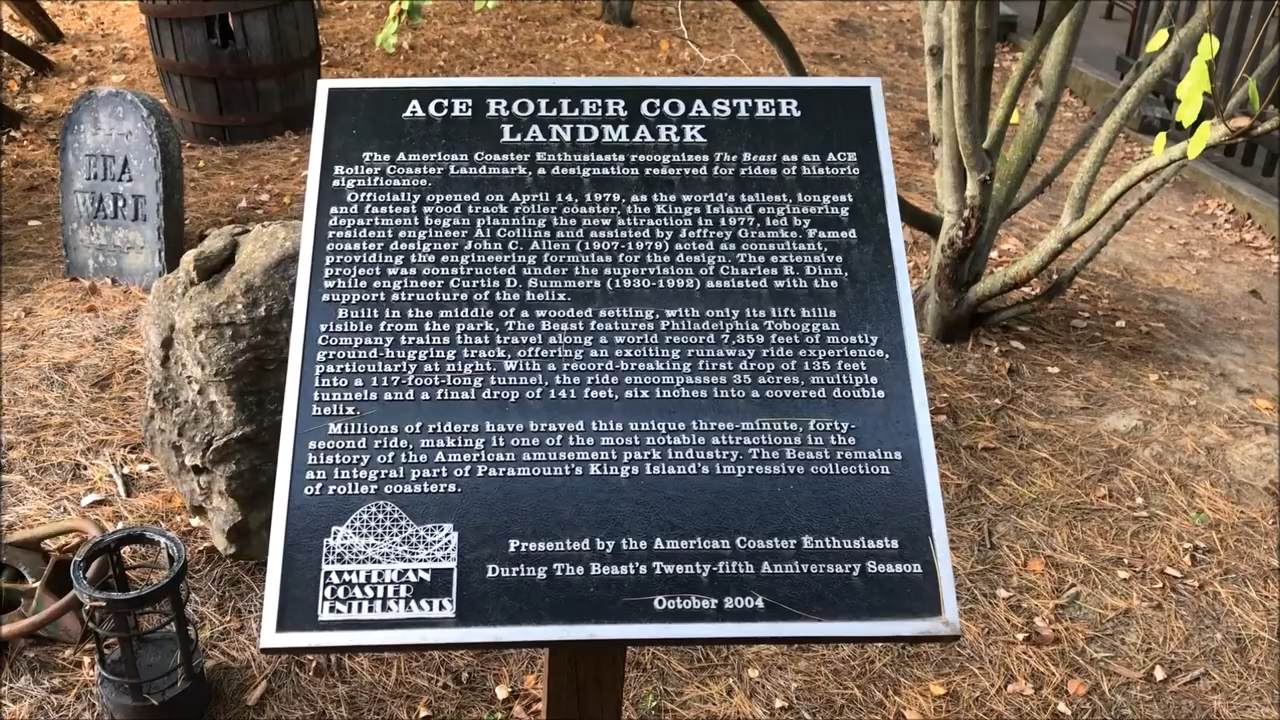 ACE ROLLER COASTER
LANDMARK
The American Coaster Enthusiasts recognizes The Beast as an ACE
Roller Coaster Landmark, a designation reserved for rides of historic
significance.
Officially opened on April 14, 1979, as the world's tallest, longest
and fastest wood track roller coaster, the Kings Island engineering
department began planning the new attraction in 1977, led by
resident engineer Al Collins and assisted by Jeffrey Gramke. Famed
coaster designer John C. Allen (1907-1979) acted as consultant,
providing the engineering formulas for the design. The extensive
project was constructed under the supervision of Charles R. Dinn,
while engineer Curtis D. Summers (1930-1992) assisted with the
support structure of the helix.
Built in the middle of a wooded setting, with only its lift hills
visible from the park, The Beast features Philadelphia Toboggan
Company trains that travel along a world record 7,359 feet of mostly
ground-hugging track, offering an exciting runaway ride experience,
particularly at night. With a record-breaking first drop of 135 feet
into a 117-foot-long tunnel, the ride encompasses 35 acres, multiple
tunnels and a final drop of 141 feet, six inches into a covered double
helix.
Millions of riders have braved this unique three-minute, forty-
second ride, making it one of the most notable attractions in the
history of the American amusement park industry. The Beast remains
an integral part of Paramount's Kings Island's impressive collection
of roller coasters.
AMERICAN
COASTER
ENTHUSIASTS
Presented by the American Coaster Enthusiasts
During The Beast's Twenty-fifth Anniversary Season
October 2004
WARE